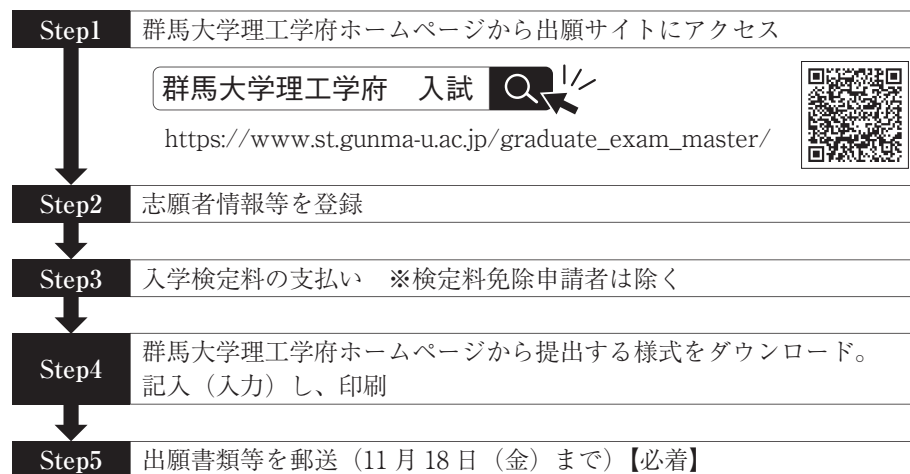 Step1 群馬大学理工学府ホームページから出願サイトにアクセス
群馬大学理工学府　入試
https://www.st.gunma-u.ac.jp/graduate_exam_master/
Step2 志願者情報等を登録
Step3 入学検定料の支払い　※検定料免除申請者は除く
Step4 群馬大学理工学府ホームページから提出する様式をダウンロード。
記入（入力）し、印刷
Step5 出願書類等を郵送（11月18日（金）まで）【必着】